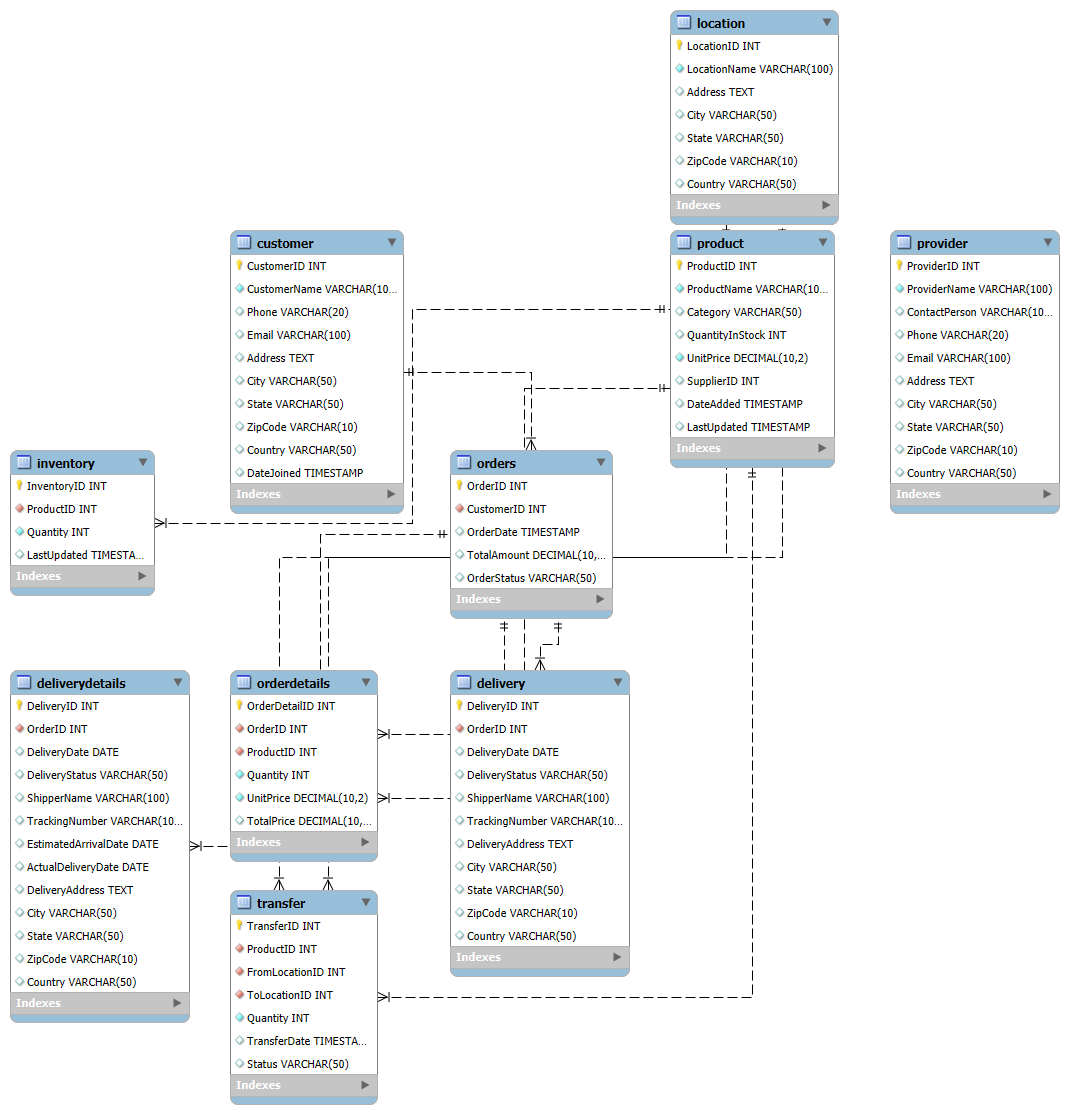 location
LocationID INT
LocationName VARCHAR(100)
Address TEXT
City VARCHAR(50)
State VARCHAR(50)
ZipCode VARCHAR(10)
Country VARCHAR(50)
Indexes
customer
CustomerID INT
CustomerName VARCHAR(10...
Phone VARCHAR(20)
Email VARCHAR(100)
Address TEXT
City VARCHAR(50)
State VARCHAR(50)
ZipCode VARCHAR(10)
Country VARCHAR(50)
DateJoined TIMESTAMP
Indexes
product
ProductID INT
ProductName VARCHAR(10...
Category VARCHAR(50)
QuantityInStock INT
UnitPrice DECIMAL(10,2)
SupplierID INT
DateAdded TIMESTAMP
LastUpdated TIMESTAMP
Indexes
provider
ProviderID INT
ProviderName VARCHAR(100)
ContactPerson VARCHAR(10...
Phone VARCHAR(20)
Email VARCHAR(100)
Address TEXT
City VARCHAR(50)
State VARCHAR(50)
ZipCode VARCHAR(10)
Country VARCHAR(50)
Indexes
inventory
InventoryID INT
ProductID INT
Quantity INT
LastUpdated TIMESTA...
Indexes
orders
OrderID INT
CustomerID INT
OrderDate TIMESTAMP
TotalAmount DECIMAL(10,...
OrderStatus VARCHAR(50)
Indexes
deliverydetails
DeliveryID INT
OrderID INT
DeliveryDate DATE
DeliveryStatus VARCHAR(50)
ShipperName VARCHAR(100)
TrackingNumber VARCHAR(10...
EstimatedArrivalDate DATE
ActualDeliveryDate DATE
DeliveryAddress TEXT
City VARCHAR(50)
State VARCHAR(50)
ZipCode VARCHAR(10)
Country VARCHAR(50)
Indexes
orderdetails
OrderDetailID INT
OrderID INT
ProductID INT
Quantity INT
UnitPrice DECIMAL(10,2)
TotalPrice DECIMAL(10,...
Indexes
delivery
DeliveryID INT
OrderID INT
DeliveryDate DATE
DeliveryStatus VARCHAR(50)
ShipperName VARCHAR(100)
TrackingNumber VARCHAR(10...
DeliveryAddress TEXT
City VARCHAR(50)
State VARCHAR(50)
ZipCode VARCHAR(10)
Country VARCHAR(50)
Indexes
transfer
TransferID INT
ProductID INT
FromLocationID INT
ToLocationID INT
Quantity INT
TransferDate TIMESTA...
Status VARCHAR(50)
Indexes